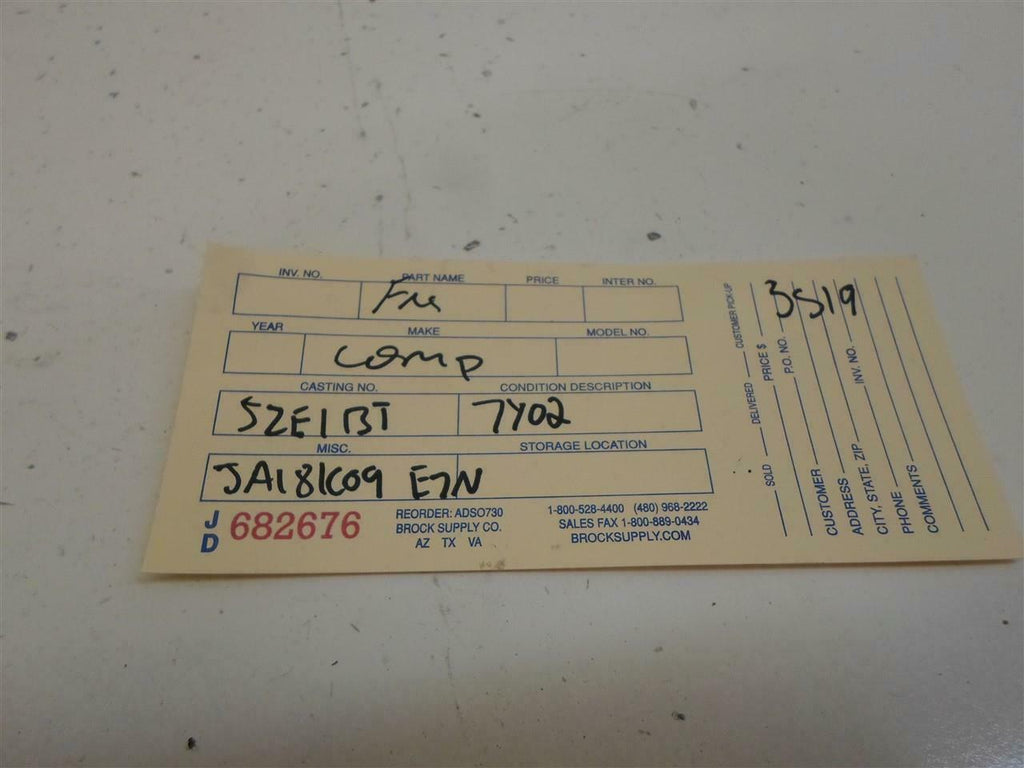 INV. NO. PART NAME PRICE INTER NO.
YEAR MAKE MODEL NO.
comp
CASTING NO. CONDITION DESCRIPTION
5ZE1BT 7Y02
MISC. STORAGE LOCATION
JA181C09 E7N
JD 682676
REORDER: ADSO730
BROCK SUPPLY CO.
AZ TX VA
1-800-528-4400 (480) 968-2222
SALES FAX 1-800-889-0434
BROCKSUPPLY.COM
3519
SOLD DELIVERED CUSTOMER PICK-UP
PRICE $
P.O. NO.
CUSTOMER
ADDRESS INV. NO.
CITY, STATE, ZIP
PHONE
COMMENTS